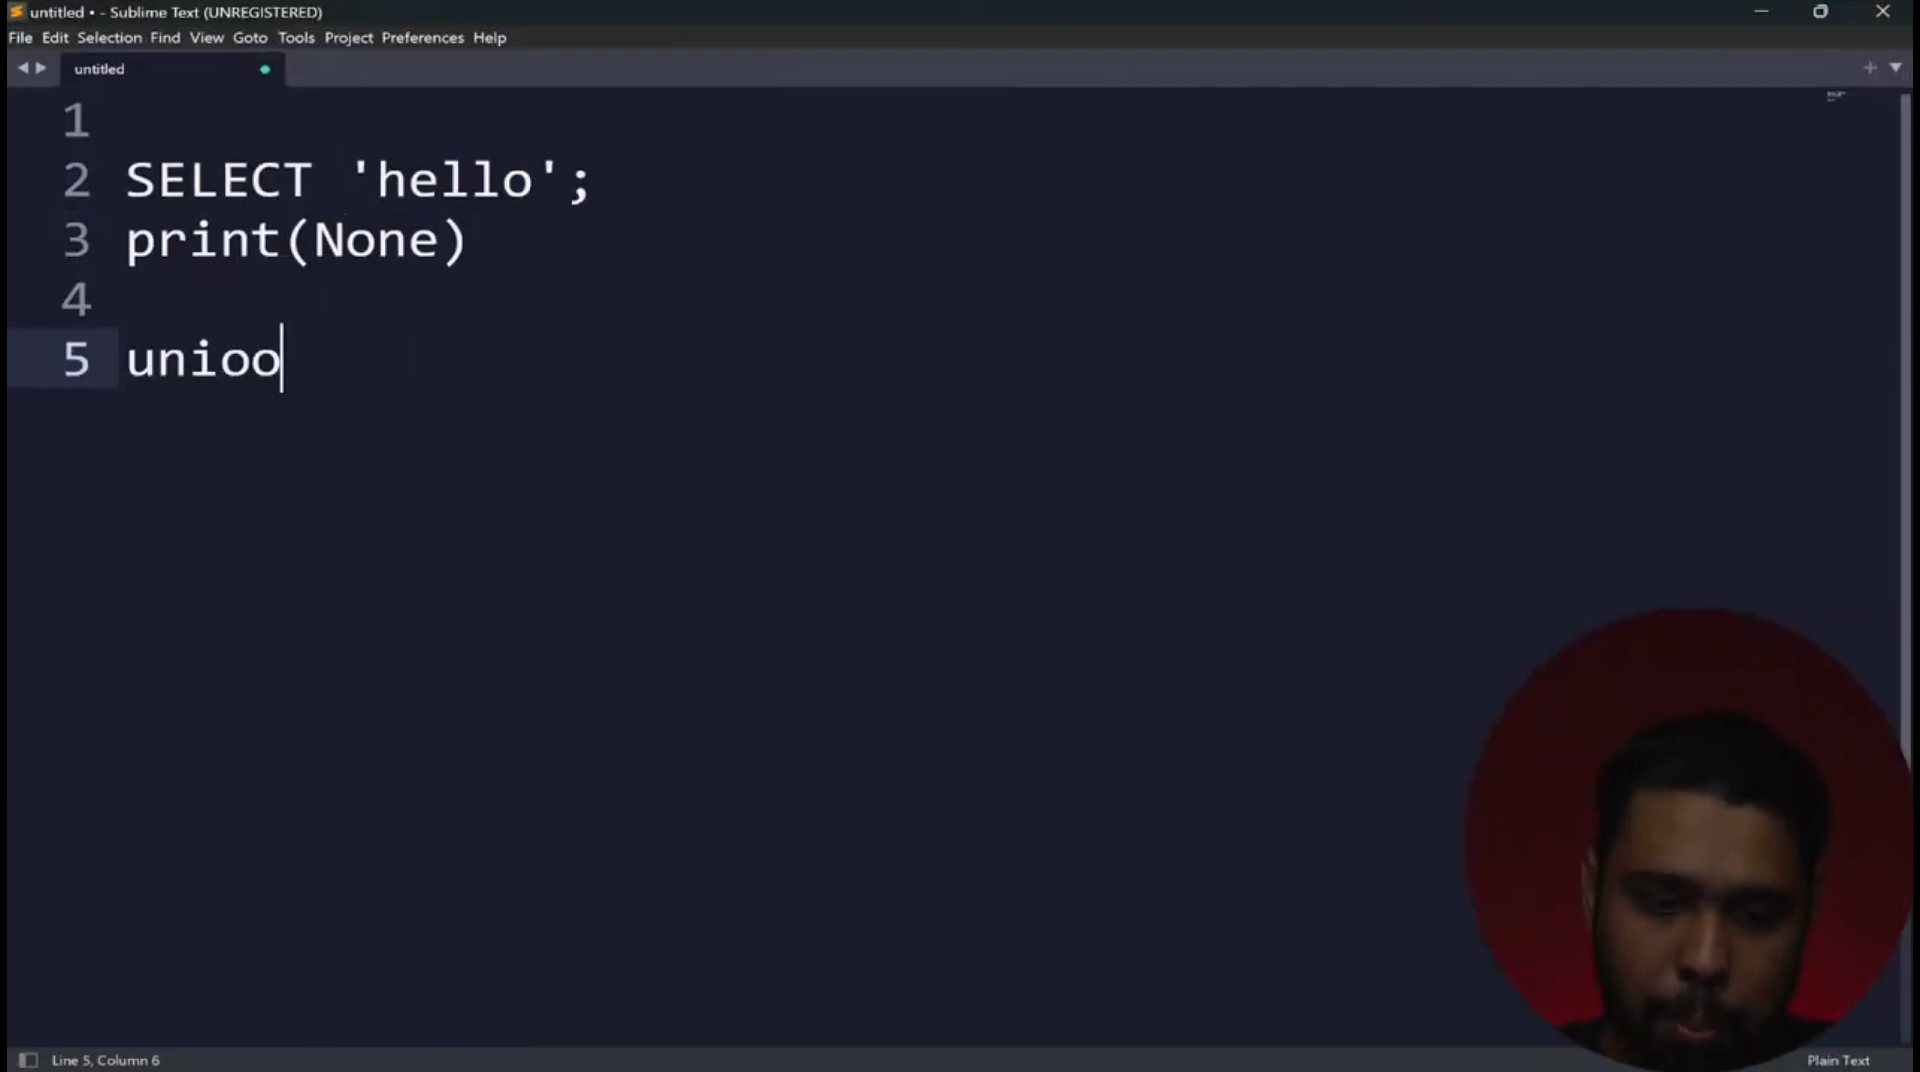 untitled • - Sublime Text (UNREGISTERED)
File Edit Selection Find View Goto Tools Project Preferences Help
untitled
1
2 SELECT 'hello';
3 print(None)
4
5 unioo
Line 5, Column 6
Plain Text